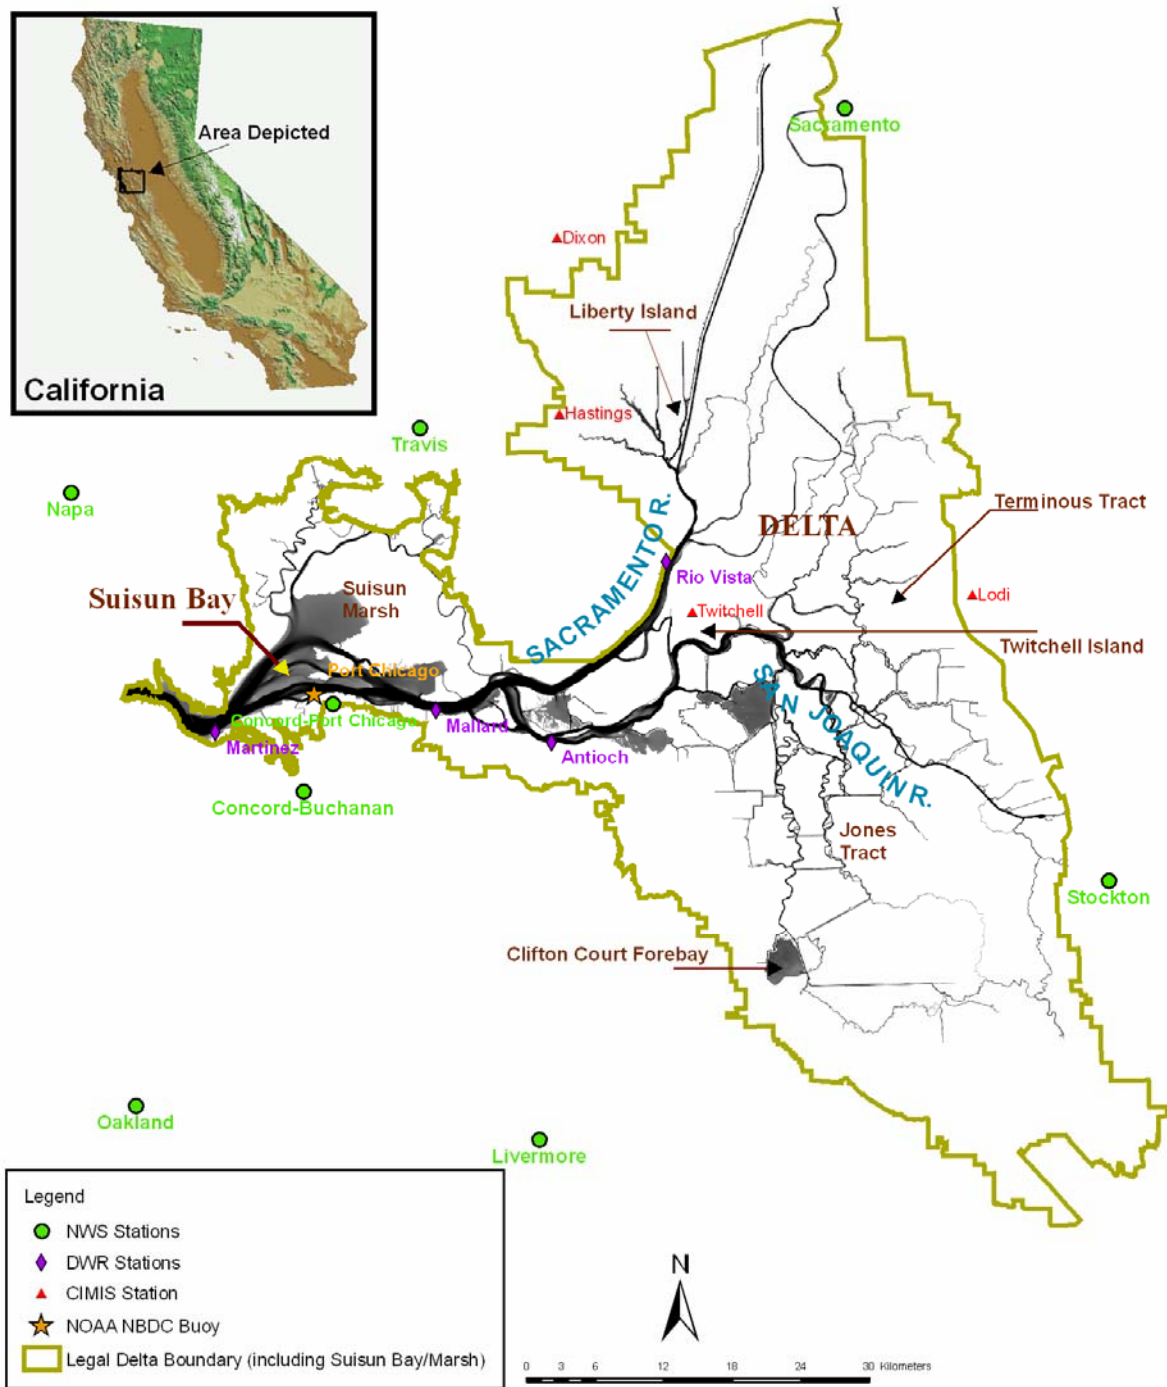 Area Depicted
California
Sacramento
Dixon
Liberty Island
Hastings
Travis
Napa
Terminous Tract
DELTA
SACRAMENTO R.
Rio Vista
Suisun
Marsh
Suisun Bay
Twitchell
Lodi
Twitchell Island
Port Chicago
SAN JOAQUIN R.
Concord-Port Chicago
Mallard
Martinez
Antioch
Concord-Buchanan
Jones
Tract
Stockton
Clifton Court Forebay
Oakland
Livermore
Legend
NWS Stations
DWR Stations
CIMIS Station
NOAA NBDC Buoy
Legal Delta Boundary (including Suisun Bay/Marsh)
N
0 3 6 12 18 24 30 Kilometers